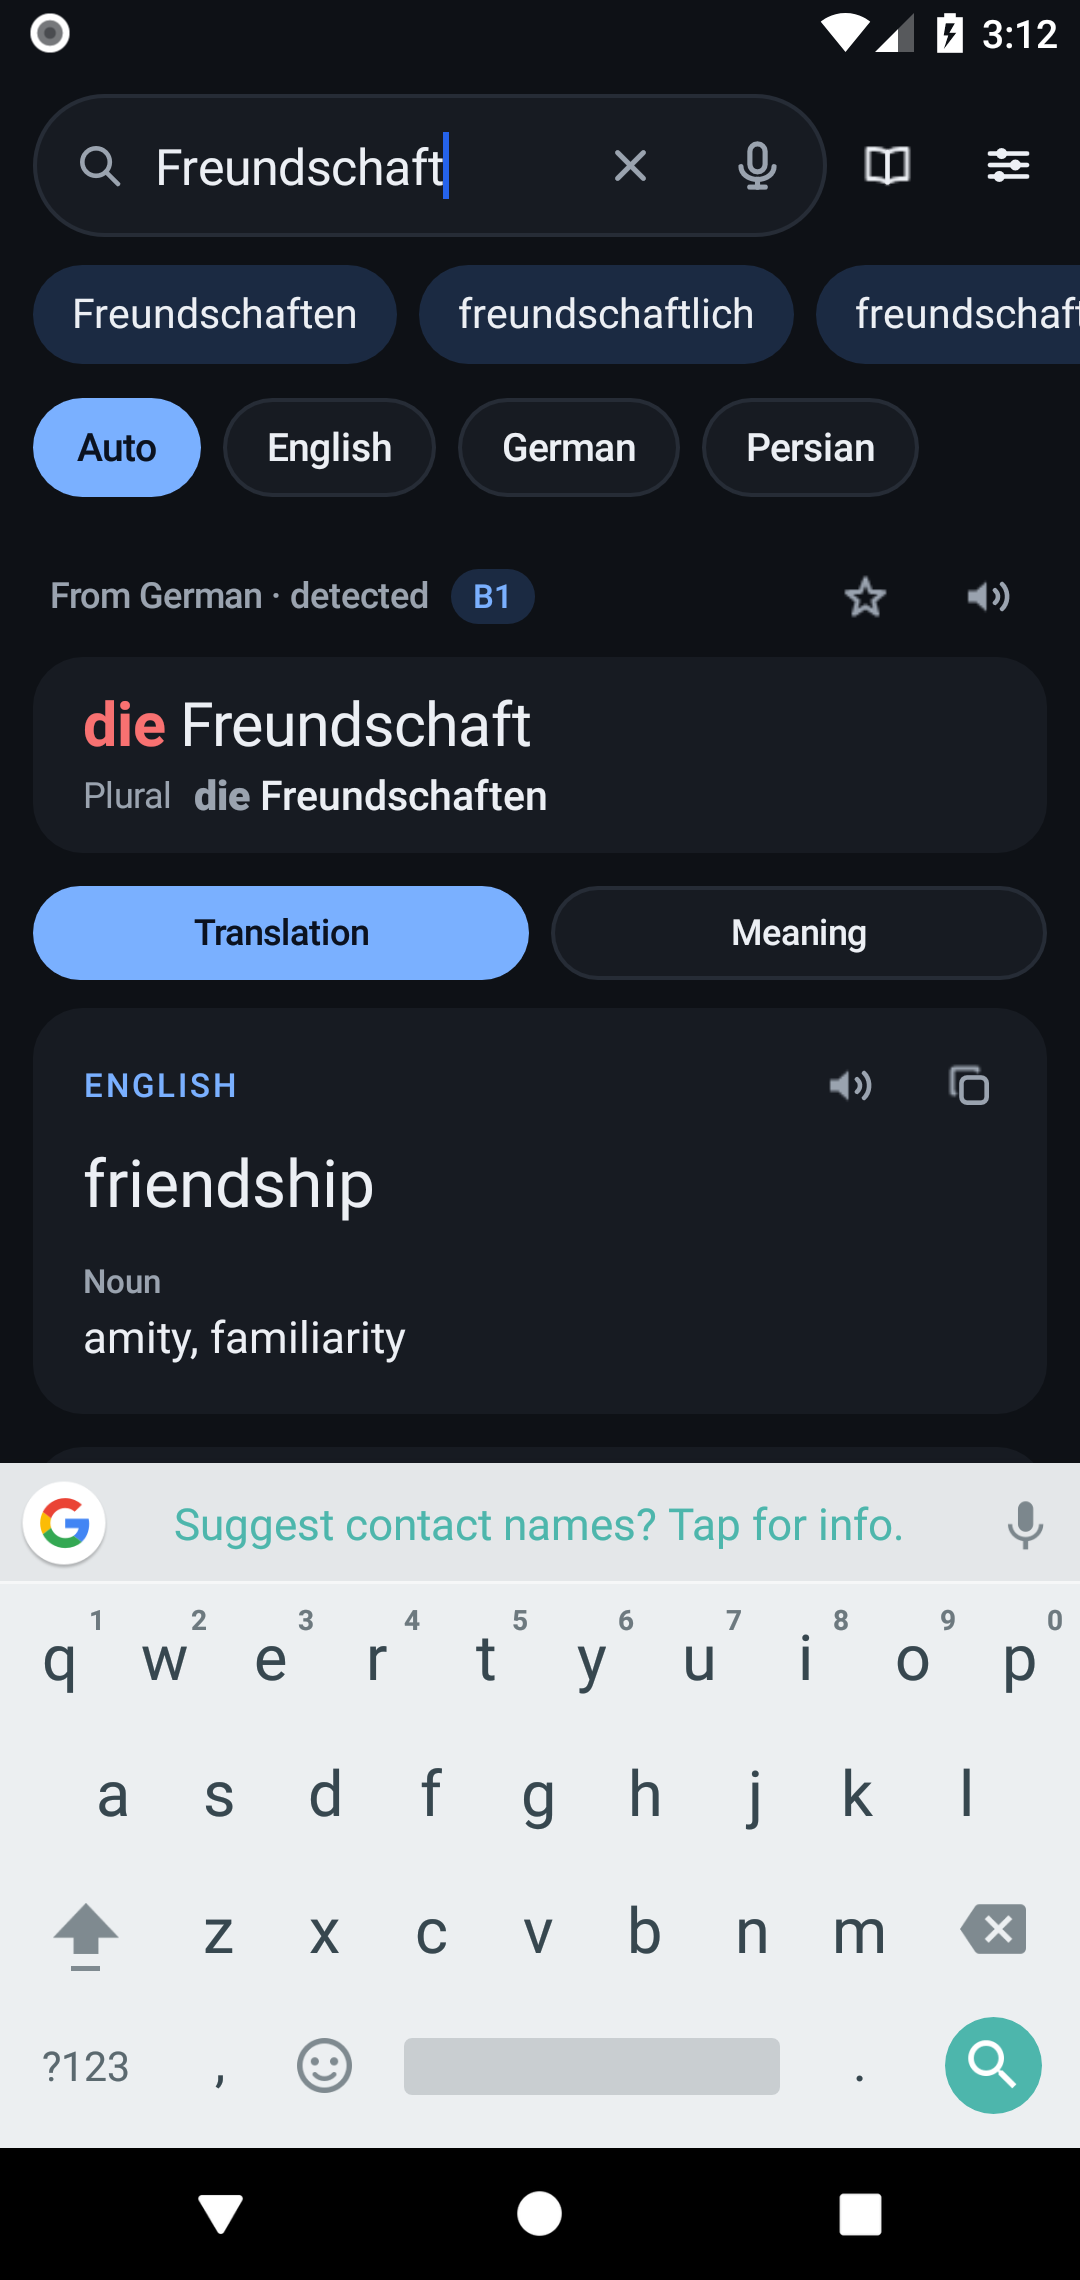 3:12
Freundschaft
Freundschaften freundschaftlich freundschaft
Auto English German Persian
From German · detected B1
die Freundschaft
Plural die Freundschaften
Translation Meaning
ENGLISH
friendship
Noun
amity, familiarity
Suggest contact names? Tap for info.
1 2 3 4 5 6 7 8 9 0
q w e r t y u i o p
a s d f g h j k l
z x c v b n m
?123 , .